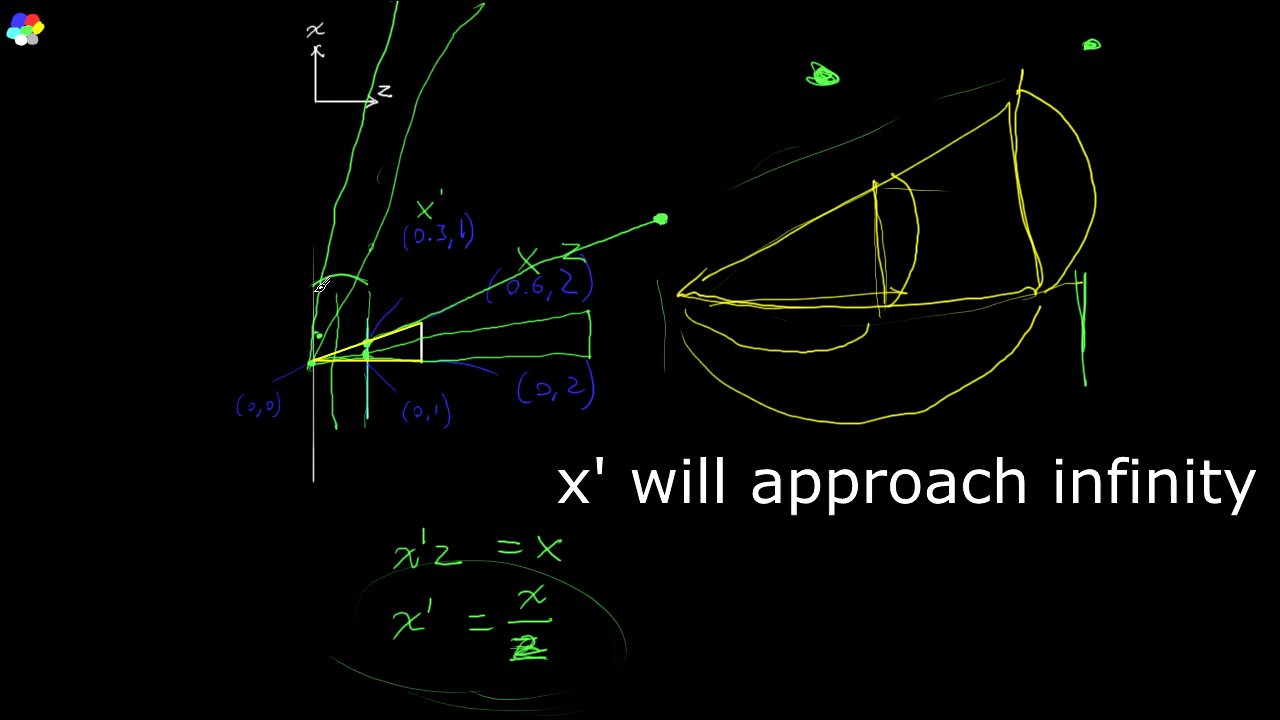 x
z
x'
(0.3,1)
x z
(0.6,2)
(0,2)
(0,0)
(0,1)
x' will approach infinity
x'z = x
x' = x
z